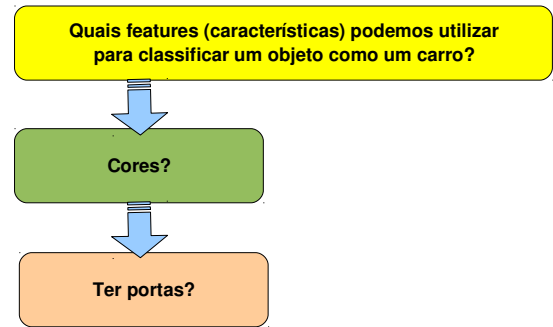 Quais features (características) podemos utilizar
para classificar um objeto como um carro?
Cores?
Ter portas?